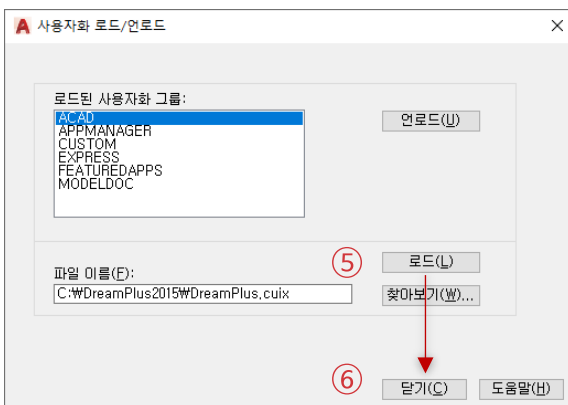 사용자화 로드/언로드
로드된 사용자화 그룹:
ACAD
APPMANAGER
CUSTOM
EXPRESS
FEATUREDAPPS
MODELDOC
언로드(U)
⑤ 로드(L)
파일 이름(F):
C:₩DreamPlus2015₩DreamPlus.cuix
찾아보기(W)...
⑥ 닫기(C) 도움말(H)